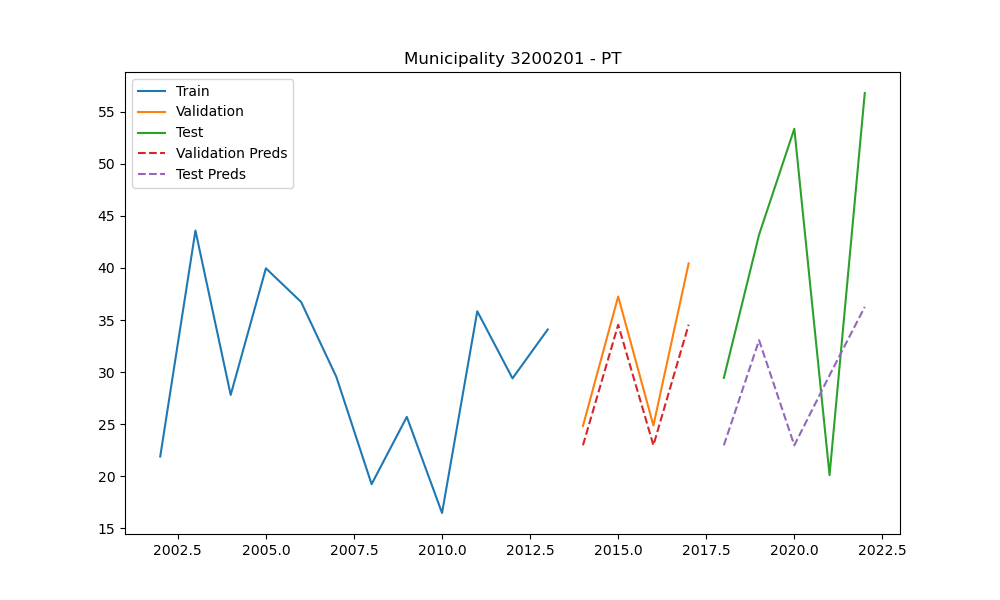 Municipality 3200201 - PT
Train
Validation
Test
Validation Preds
Test Preds
55
50
45
40
35
30
25
20
15
2002.5 2005.0 2007.5 2010.0 2012.5 2015.0 2017.5 2020.0 2022.5